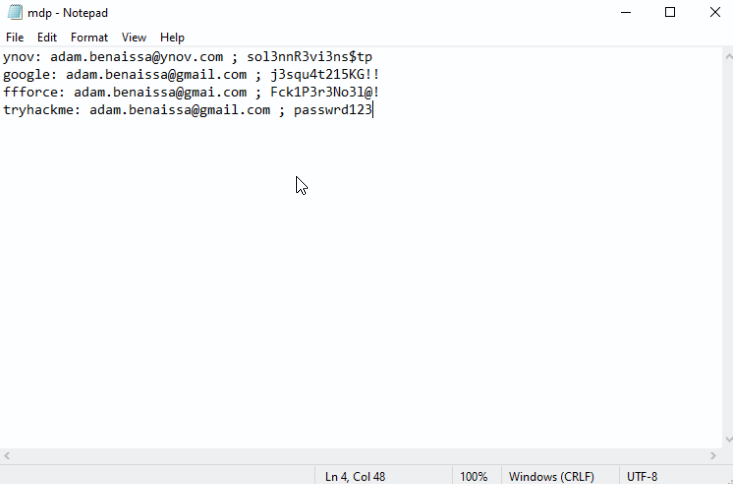 mdp - Notepad
File Edit Format View Help
ynov: adam.benaissa@ynov.com ; sol3nnR3vi3ns$tp
google: adam.benaissa@gmail.com ; j3squ4t215KG!!
ffforce: adam.benaissa@gmai.com ; Fck1P3r3No3l@!
tryhackme: adam.benaissa@gmail.com ; passwrd123
Ln 4, Col 48 100% Windows (CRLF) UTF-8